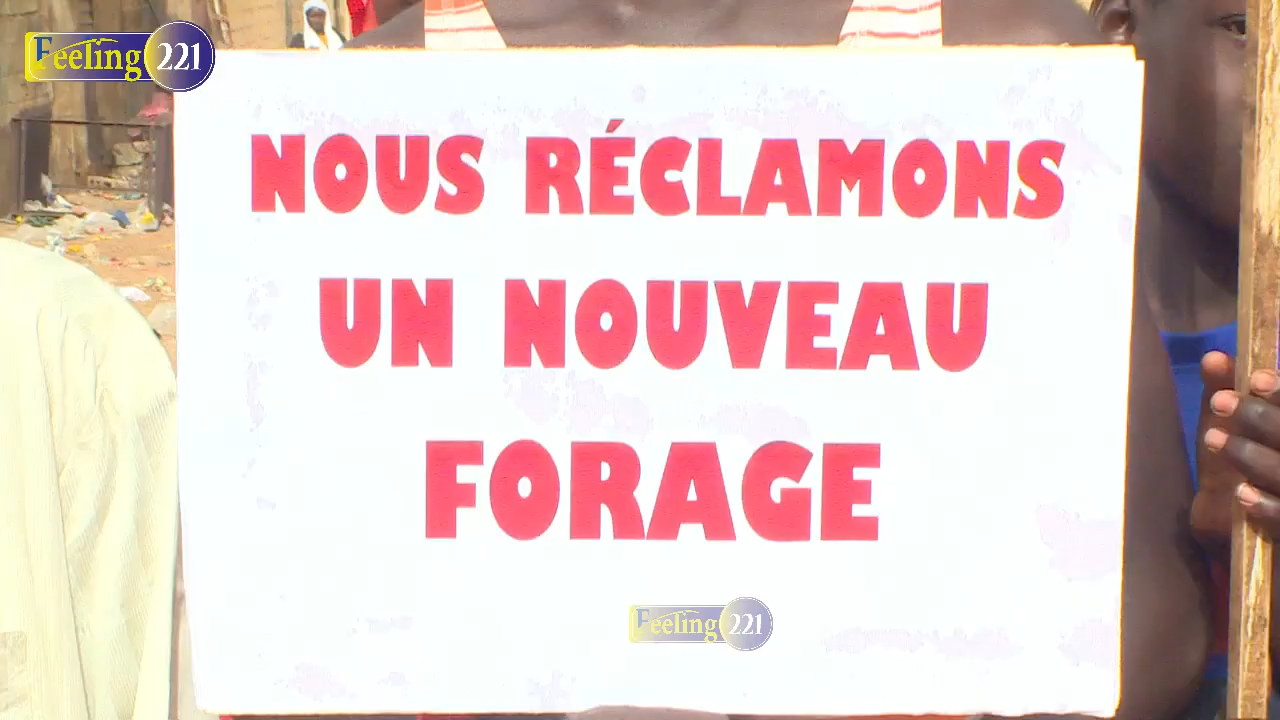 Feeling 221
NOUS RÉCLAMONS
UN NOUVEAU
FORAGE
Feeling 221